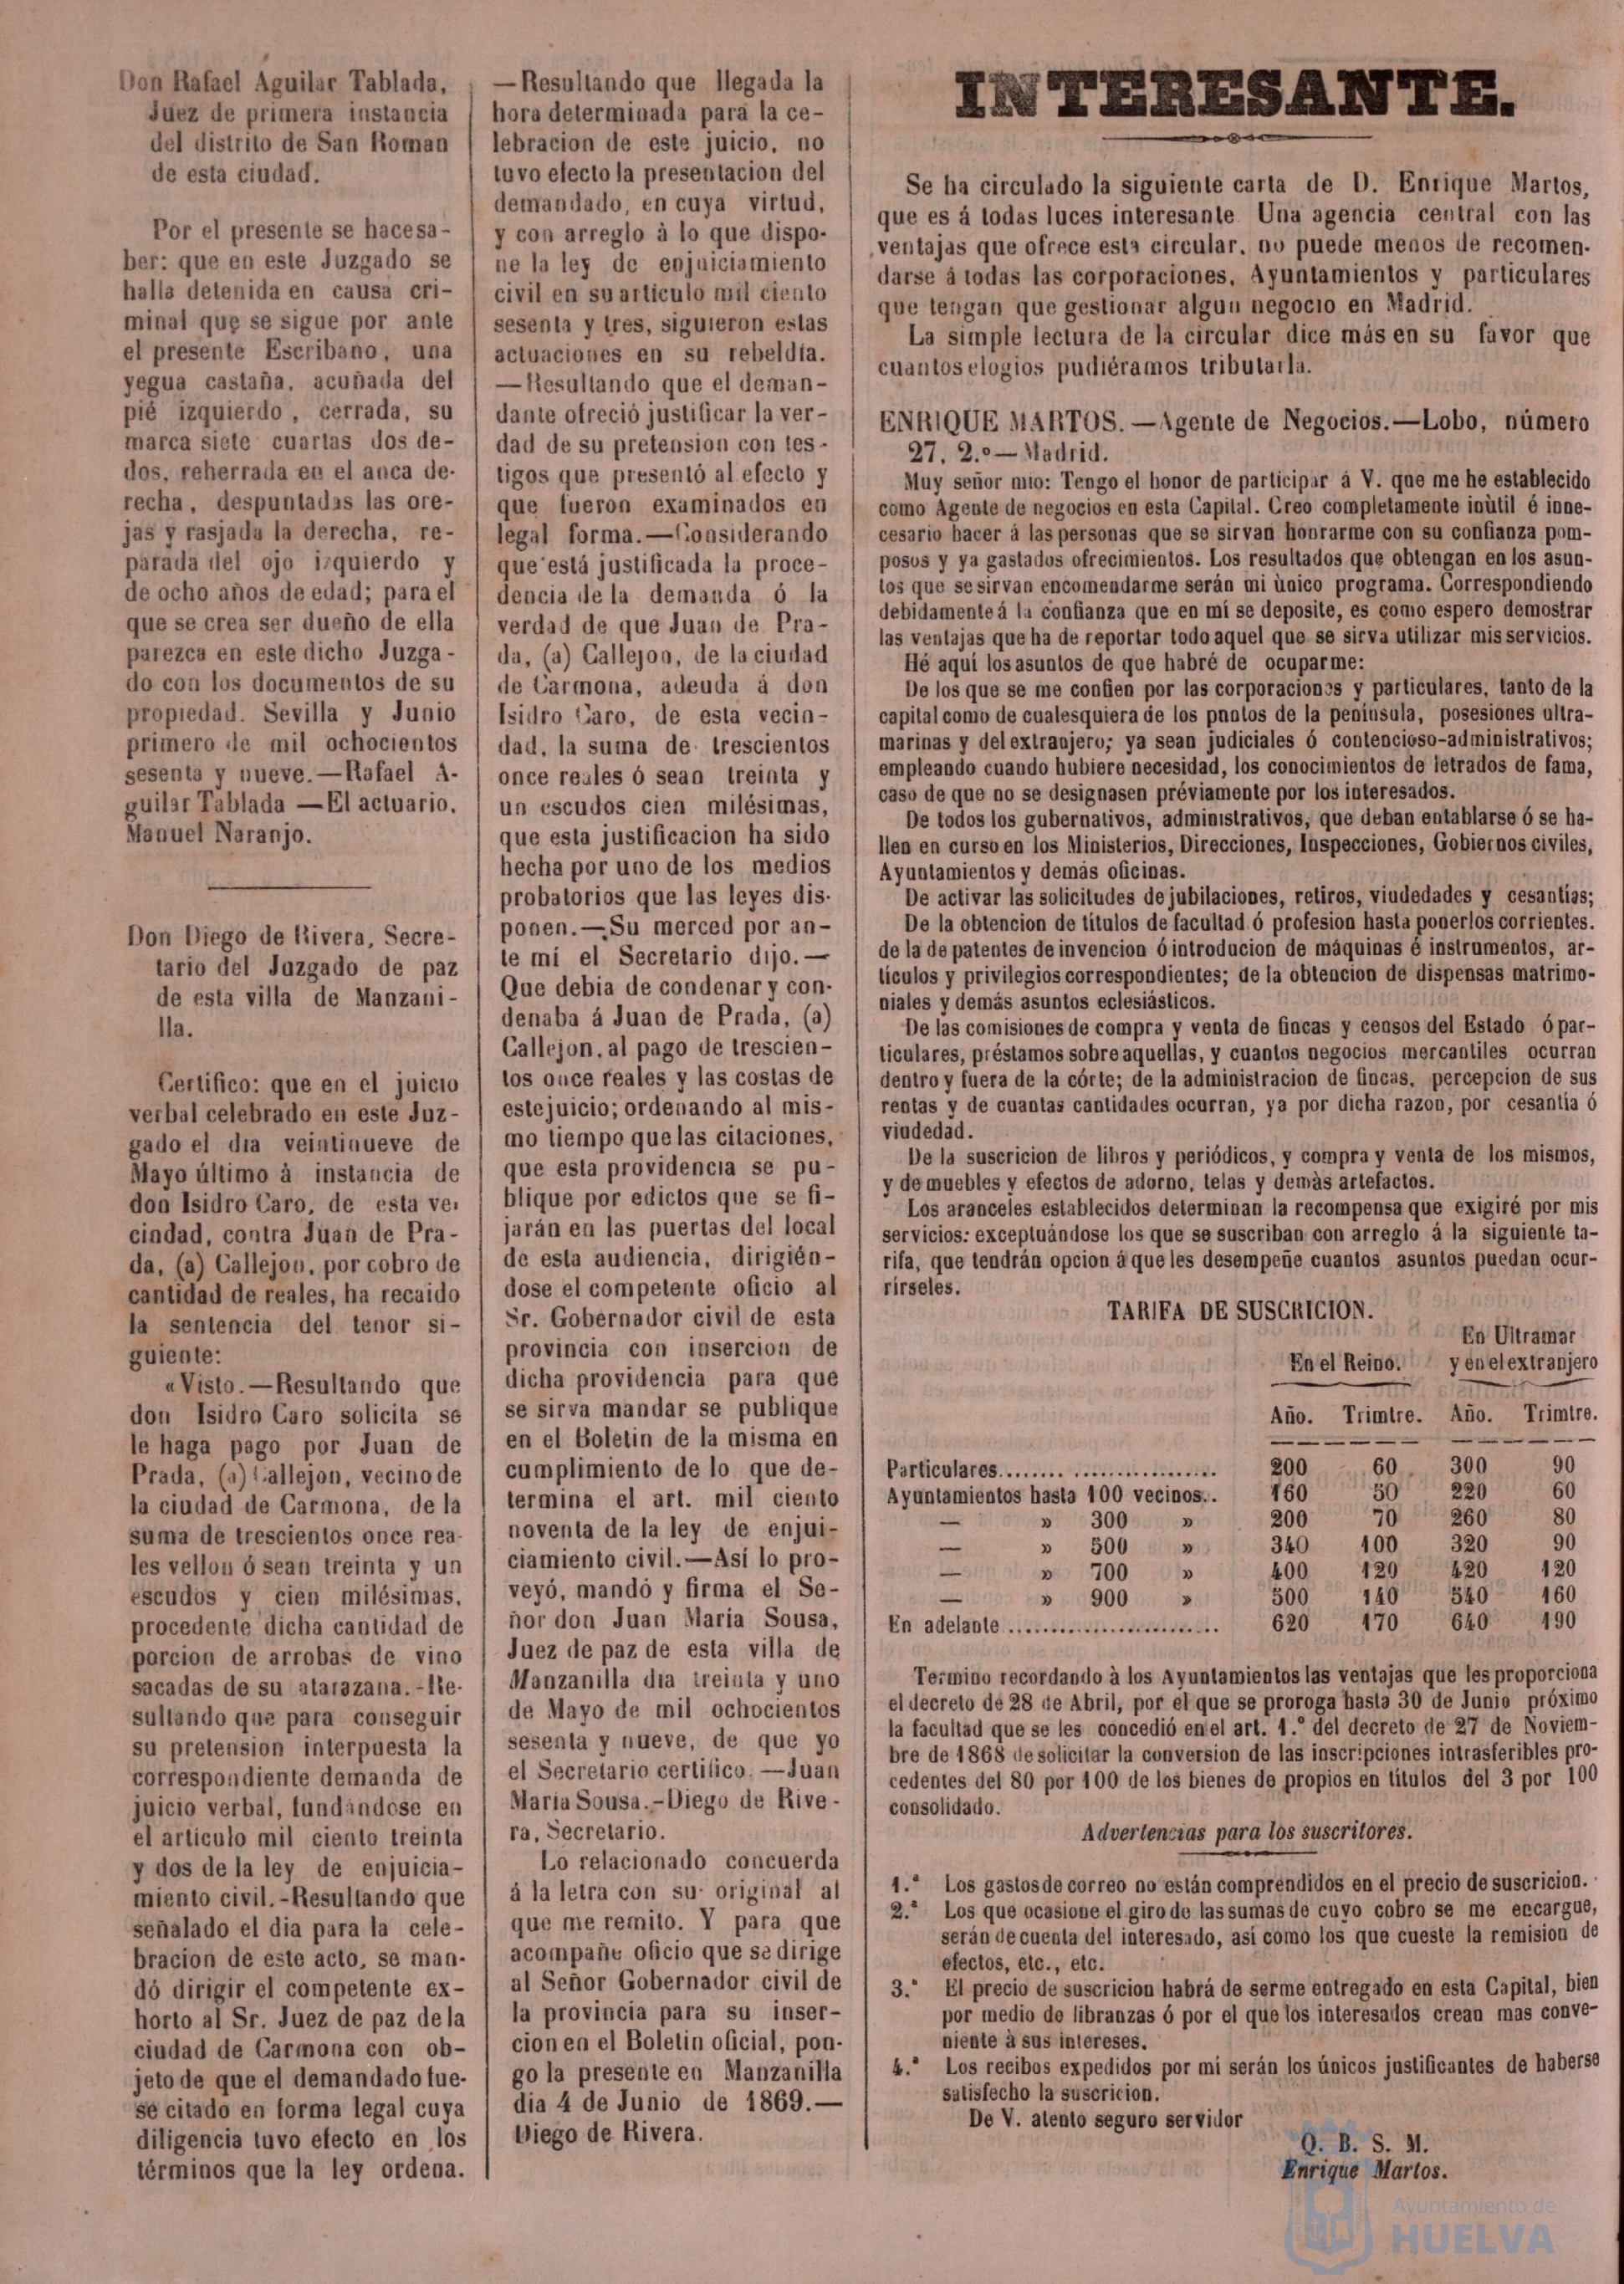 Don Rafael Aguilar Tablada,
Juez de primera instancia
del distrito de San Roman
de esta ciudad.
Por el presente se hacesa-
ber: que en este Juzgado se
halla detenida en causa cri-
minal que se sigue por ante
el presente Escribano, una
yegua castaña, acuñada del
pié izquierdo, cerrada, su
marca siete cuartas dos de-
dos, reherrada en el anca de-
recha, despuntadas las ore-
jas y rasjada la derecha, re-
parada del ojo izquierdo y
de ocho años de edad; para el
que se crea ser dueño de ella
parezca en este dicho Juzga-
do con los documentos de su
propiedad. Sevilla y Junio
primero de mil ochocientos
sesenta y nueve.—Rafael A-
guilar Tablada—El actuario,
Manuel Naranjo.
Don Diego de Rivera, Secre-
tario del Juzgado de paz
de esta villa de Manzani-
lla.
Certifico: que en el juicio
verbal celebrado en este Juz-
gado el dia veintinueve de
Mayo último à instancia de
don Isidro Caro, de esta ve-
cindad, contra Juan de Pra-
da, (a) Callejon, por cobro de
cantidad de reales, ha recaido
la sentencia del tenor si-
guiente:
«Visto.—Resultando que
don Isidro Caro solicita se
le haga pago por Juan de
Prada, (a) Callejon, vecino de
la ciudad de Carmona, de la
suma de trescientos once rea-
les vellon ó sean treinta y un
escudos y cien milésimas,
procedente dicha cantidad de
porcion de arrobas de vino
sacadas de su atarazana.-Re-
sultando que para conseguir
su pretension interpuesta la
correspondiente demanda de
juicio verbal, fundándose en
el articulo mil ciento treinta
y dos de la ley de enjuicia-
miento civil.-Resultando que
señalado el dia para la cele-
bracion de este acto, se man-
dó dirigir el competente ex-
horto al Sr. Juez de paz de la
ciudad de Carmona con ob-
jeto de que el demandado fue-
se citado en forma legal cuya
diligencia tuvo efecto en los
términos que la ley ordena.
—Resultando que llegada la
hora determinada para la ce-
lebracion de este juicio, no
tuvo efecto la presentacion del
demandado, en cuya virtud,
y con arreglo à lo que dispo-
ne la ley de enjuiciamiento
civil en su articulo mil ciento
sesenta y tres, siguieron estas
actuaciones en su rebeldía.
—Resultando que el deman-
dante ofreció justificar la ver-
dad de su pretension con tes-
tigos que presentó al efecto y
que fueron examinados en
legal forma.—Considerando
que está justificada la proce-
dencia de la demanda ó la
verdad de que Juan de Pra-
da, (a) Callejon, de la ciudad
de Carmona, adeuda á don
Isidro Caro, de esta vecin-
dad, la suma de trescientos
once reales ó sean treinta y
un escudos cien milésimas,
que esta justificacion ha sido
hecha por uno de los medios
probatorios que las leyes dis-
ponen.—Su merced por an-
te mí el Secretario dijo.—
Que debia de condenar y con-
denaba á Juan de Prada, (a)
Callejon, al pago de trescien-
tos once reales y las costas de
este juicio; ordenando al mis-
mo tiempo que las citaciones,
que esta providencia se pu-
blique por edictos que se fi-
jarán en las puertas del local
de esta audiencia, dirigién-
dose el competente oficio al
Sr. Gobernador civil de esta
provincia con insercion de
dicha providencia para que
se sirva mandar se publique
en el Boletin de la misma en
cumplimiento de lo que de-
termina el art. mil ciento
noventa de la ley de enjui-
ciamiento civil.—Así lo pro-
veyó, mandó y firma el Se-
ñor don Juan María Sousa,
Juez de paz de esta villa de
Manzanilla dia treinta y uno
de Mayo de mil ochocientos
sesenta y nueve, de que yo
el Secretario certifico.—Juan
Maria Sousa.-Diego de Rive-
ra, Secretario.
Lo relacionado concuerda
á la letra con su original al
que me remito. Y para que
acompañe oficio que se dirige
al Señor Gobernador civil de
la provincia para su inser-
cion en el Boletin oficial, pon-
go la presente en Manzanilla
dia 4 de Junio de 1869.—
Diego de Rivera.
INTERESANTE.
Se ha circulado la siguiente carta de D. Enrique Martos,
que es á todas luces interesante. Una agencia central con las
ventajas que ofrece esta circular, no puede menos de recomen-
darse á todas las corporaciones, Ayuntamientos y particulares
que tengan que gestionar algun negocio en Madrid.
La simple lectura de la circular dice más en su favor que
cuantos elogios pudiéramos tributarla.
ENRIQUE MARTOS.—Agente de Negocios.—Lobo, número
27, 2.º—Madrid.
Muy señor mio: Tengo el honor de participar á V. que me he establecido
como Agente de negocios en esta Capital. Creo completamente inùtil é inne-
cesario hacer á las personas que se sirvan honrarme con su confianza pom-
posos y ya gastados ofrecimientos. Los resultados que obtengan en los asun-
tos que se sirvan encomendarme serán mi ùnico programa. Correspondiendo
debidamente á la confianza que en mí se deposite, es como espero demostrar
las ventajas que ha de reportar todo aquel que se sirva utilizar mis servicios.
Hé aquí los asuntos de que habré de ocuparme:
De los que se me confien por las corporaciones y particulares, tanto de la
capital como de cualesquiera de los puntos de la península, posesiones ultra-
marinas y del extranjero; ya sean judiciales ó contencioso-administrativos;
empleando cuando hubiere necesidad, los conocimientos de letrados de fama,
caso de que no se designasen préviamente por los interesados.
De todos los gubernativos, administrativos, que deban entablarse ó se ha-
llen en curso en los Ministerios, Direcciones, Inspecciones, Gobiernos civiles,
Ayuntamientos y demás oficinas.
De activar las solicitudes de jubilaciones, retiros, viudedades y cesantías;
De la obtencion de títulos de facultad ó profesion hasta ponerlos corrientes.
de la de patentes de invencion ó introducion de máquinas é instrumentos, ar-
tículos y privilegios correspondientes; de la obtencion de dispensas matrimo-
niales y demás asuntos eclesiásticos.
De las comisiones de compra y venta de fincas y censos del Estado ó par-
ticulares, préstamos sobre aquellas, y cuantos negocios mercantiles ocurran
dentro y fuera de la córte; de la administracion de fincas, percepcion de sus
rentas y de cuantas cantidades ocurran, ya por dicha razon, por cesantía ó
viudedad.
De la suscricion de libros y periódicos, y compra y venta de los mismos,
y de muebles y efectos de adorno, telas y demàs artefactos.
Los aranceles establecidos determinan la recompensa que exigiré por mis
servicios: exceptuándose los que se suscriban con arreglo á la siguiente ta-
rifa, que tendrán opcion á que les desempeñe cuantos asuntos puedan ocur-
rírseles.
TARIFA DE SUSCRICION.
En el Reino. En Ultramar
y en el extranjero
Año. Trimtre. Año. Trimtre.
Particulares........ ................ 200 60 300 90
Ayuntamientos hasta 100 vecinos.. 160 50 220 60
— » 300 » 200 70 260 80
— » 500 » 340 100 320 90
— » 700 » 400 120 420 120
— » 900 » 500 140 540 160
En adelante........................ 620 170 640 190
Termino recordando à los Ayuntamientos las ventajas que les proporciona
el decreto de 28 de Abril, por el que se proroga hasta 30 de Junio próximo
la facultad que se les concedió en el art. 1.º del decreto de 27 de Noviem-
bre de 1868 de solicitar la conversion de las inscripciones intrasferibles pro-
cedentes del 80 por 100 de los bienes de propios en títulos del 3 por 100
consolidado.
Advertencias para los suscritores.
1.ª Los gastos de correo no están comprendidos en el precio de suscricion.
2.ª Los que ocasione el giro de las sumas de cuyo cobro se me encargue,
serán de cuenta del interesado, así como los que cueste la remision de
efectos, etc., etc.
3.ª El precio de suscricion habrá de serme entregado en esta Capital, bien
por medio de libranzas ó por el que los interesados crean mas conve-
niente à sus intereses.
4.ª Los recibos expedidos por mí serán los únicos justificantes de haberse
satisfecho la suscricion.
De V. atento seguro servidor
Q. B. S. M.
Enrique Martos.
Ayuntamiento de
HUELVA